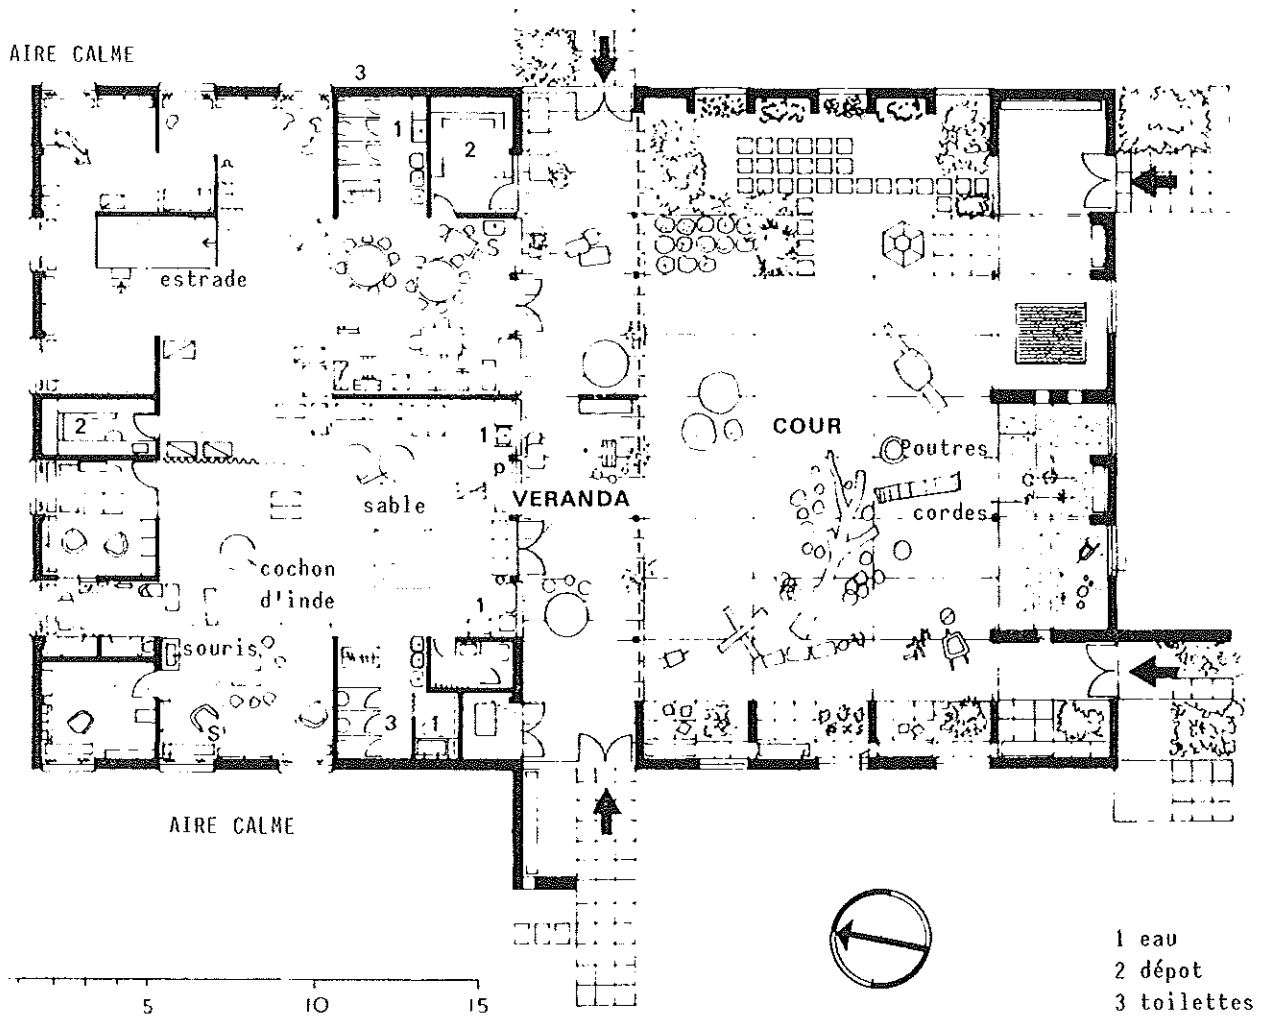 AIRE CALME
3
1
2
S
estrade
2
1
p
COUR
Poutres
sable
VERANDA
cordes
cochon
d'inde
1
souris
S
3
1
AIRE CALME
1 eau
2 dépot
3 toilettes
5 10 15